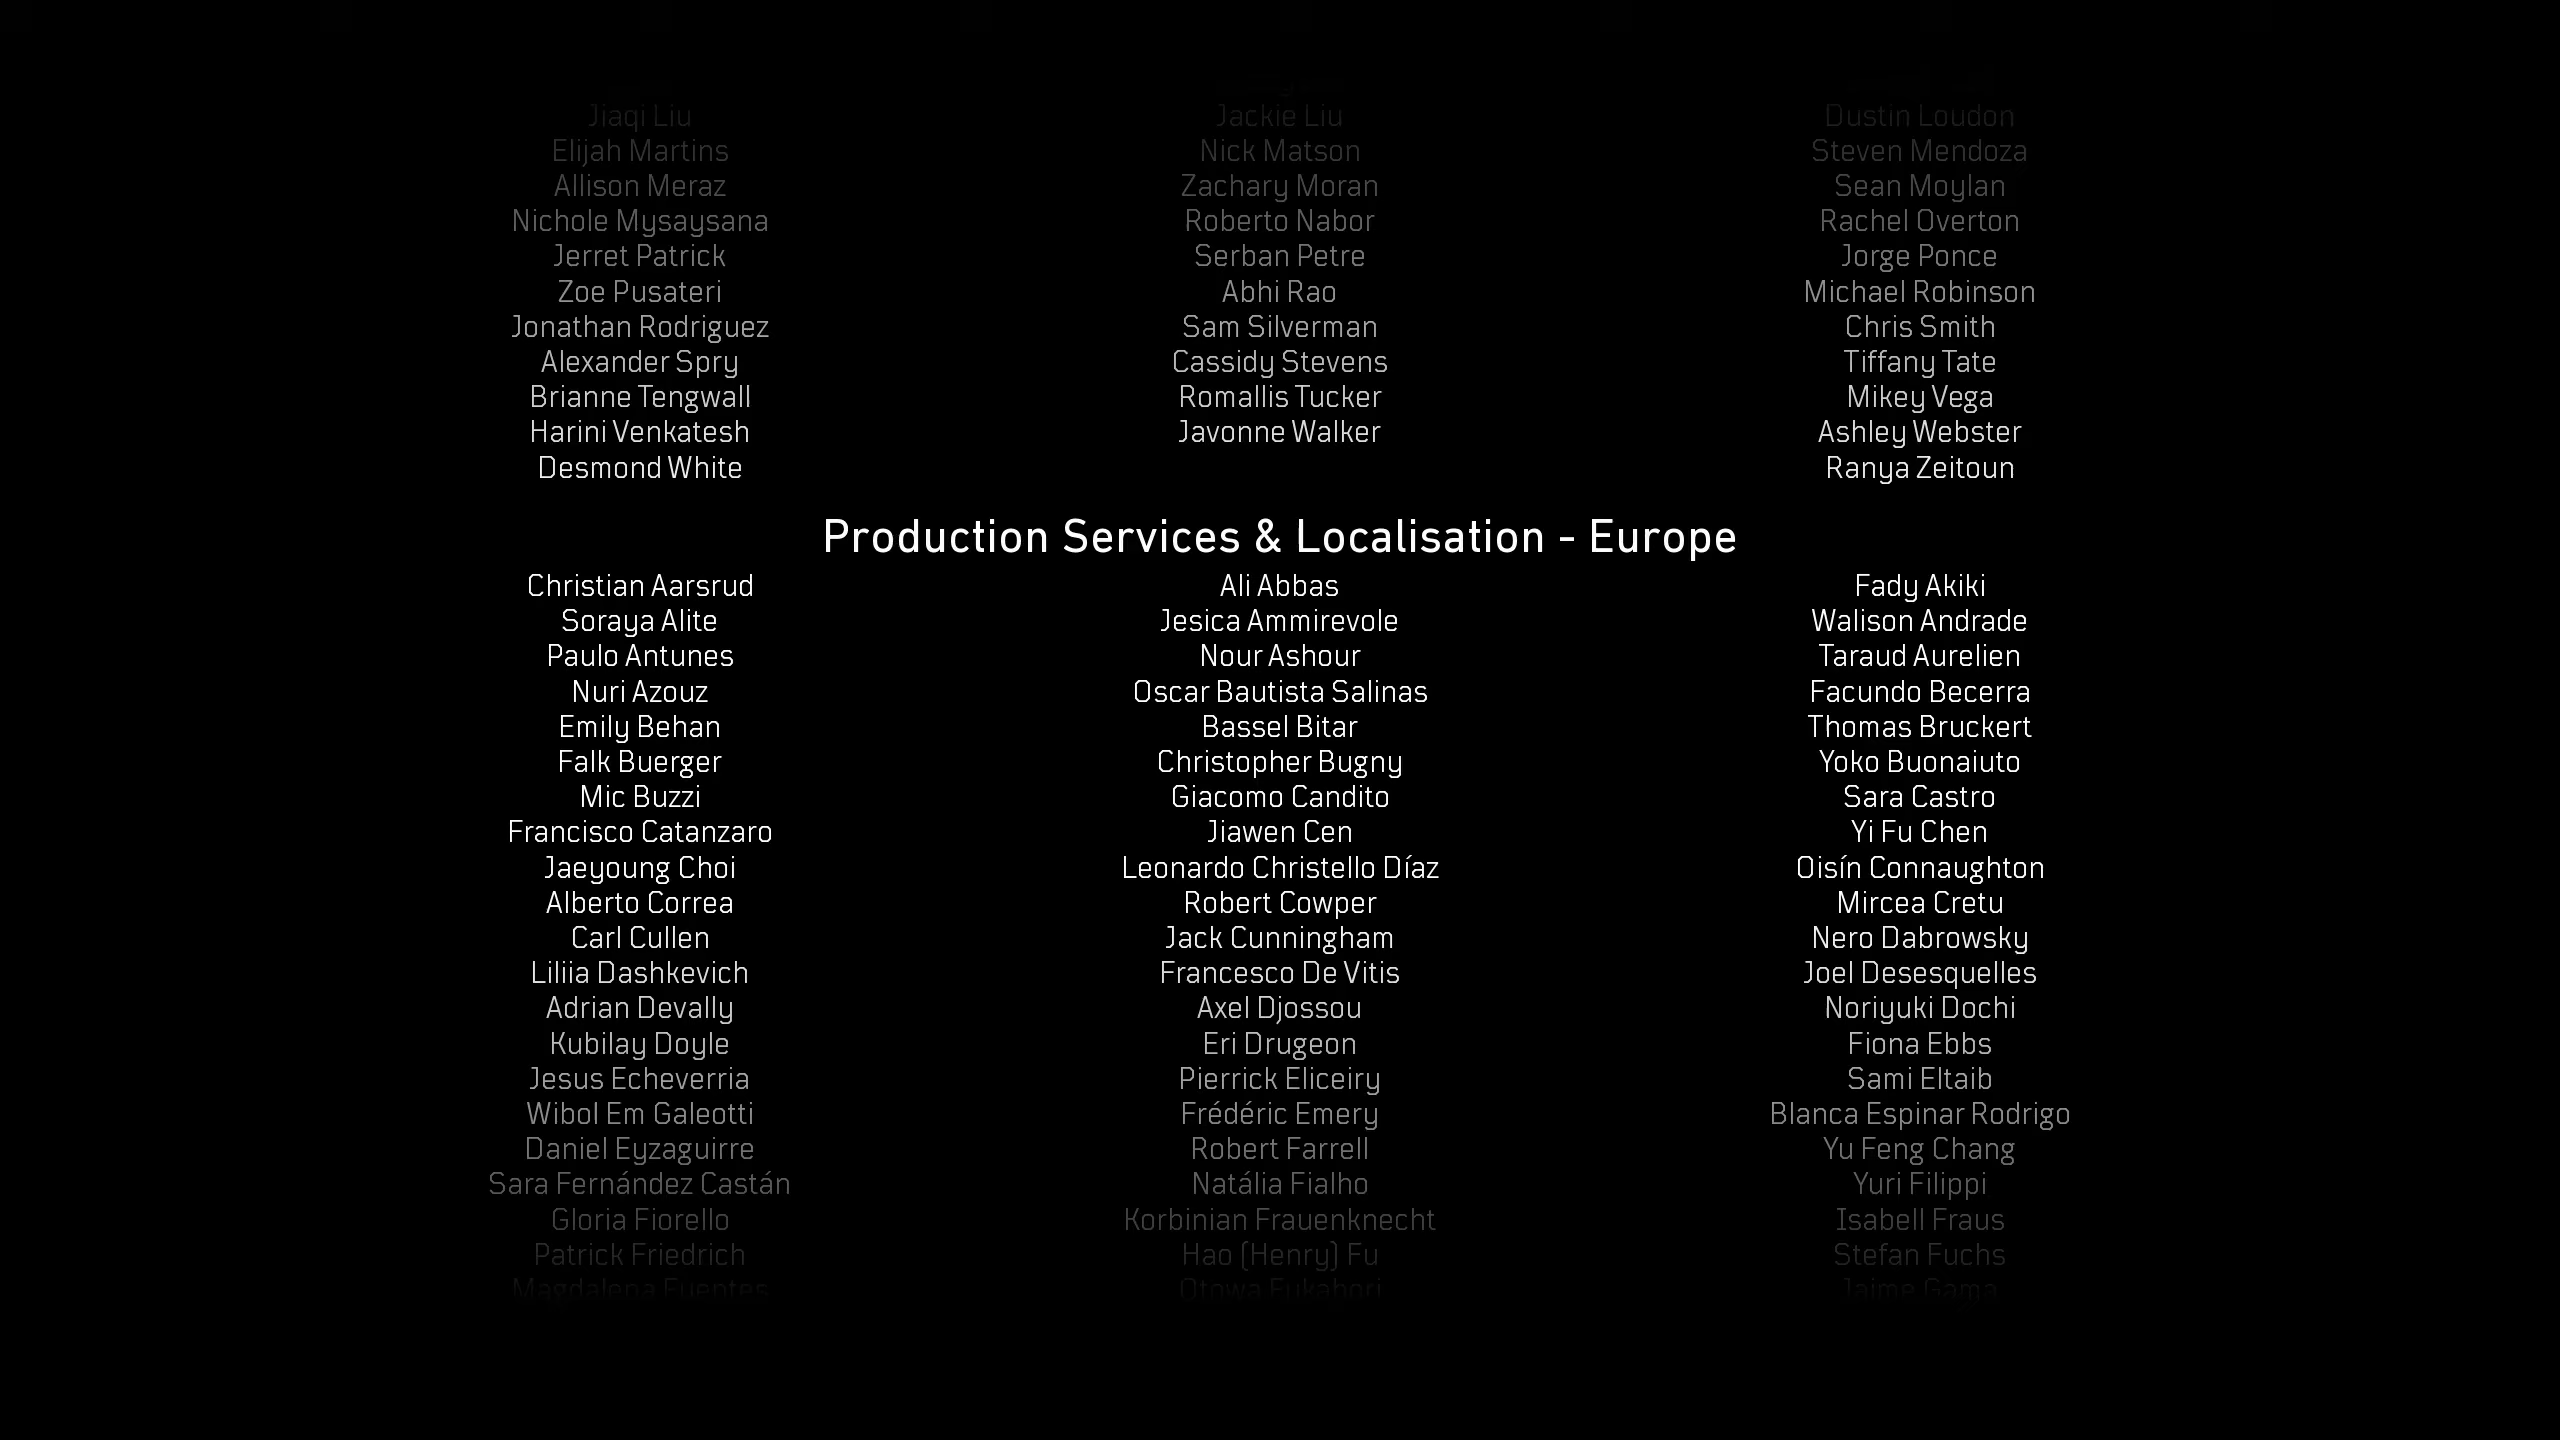 Jiaqi Liu Jackie Liu Dustin Loudon
Elijah Martins Nick Matson Steven Mendoza
Allison Meraz Zachary Moran Sean Moylan
Nichole Mysaysana Roberto Nabor Rachel Overton
Jerret Patrick Serban Petre Jorge Ponce
Zoe Pusateri Abhi Rao Michael Robinson
Jonathan Rodriguez Sam Silverman Chris Smith
Alexander Spry Cassidy Stevens Tiffany Tate
Brianne Tengwall Romallis Tucker Mikey Vega
Harini Venkatesh Javonne Walker Ashley Webster
Desmond White Ranya Zeitoun
Production Services & Localisation - Europe
Christian Aarsrud Ali Abbas Fady Akiki
Soraya Alite Jesica Ammirevole Walison Andrade
Paulo Antunes Nour Ashour Taraud Aurelien
Nuri Azouz Oscar Bautista Salinas Facundo Becerra
Emily Behan Bassel Bitar Thomas Bruckert
Falk Buerger Christopher Bugny Yoko Buonaiuto
Mic Buzzi Giacomo Candito Sara Castro
Francisco Catanzaro Jiawen Cen Yi Fu Chen
Jaeyoung Choi Leonardo Christello Díaz Oisín Connaughton
Alberto Correa Robert Cowper Mircea Cretu
Carl Cullen Jack Cunningham Nero Dabrowsky
Liliia Dashkevich Francesco De Vitis Joel Desesquelles
Adrian Devally Axel Djossou Noriyuki Dochi
Kubilay Doyle Eri Drugeon Fiona Ebbs
Jesus Echeverria Pierrick Eliceiry Sami Eltaib
Wibol Em Galeotti Frédéric Emery Blanca Espinar Rodrigo
Daniel Eyzaguirre Robert Farrell Yu Feng Chang
Sara Fernández Castán Natália Fialho Yuri Filippi
Gloria Fiorello Korbinian Frauenknecht Isabell Fraus
Patrick Friedrich Hao (Henry) Fu Stefan Fuchs
Magdalena Fuentes Otowa Fukahori Jaime Gama